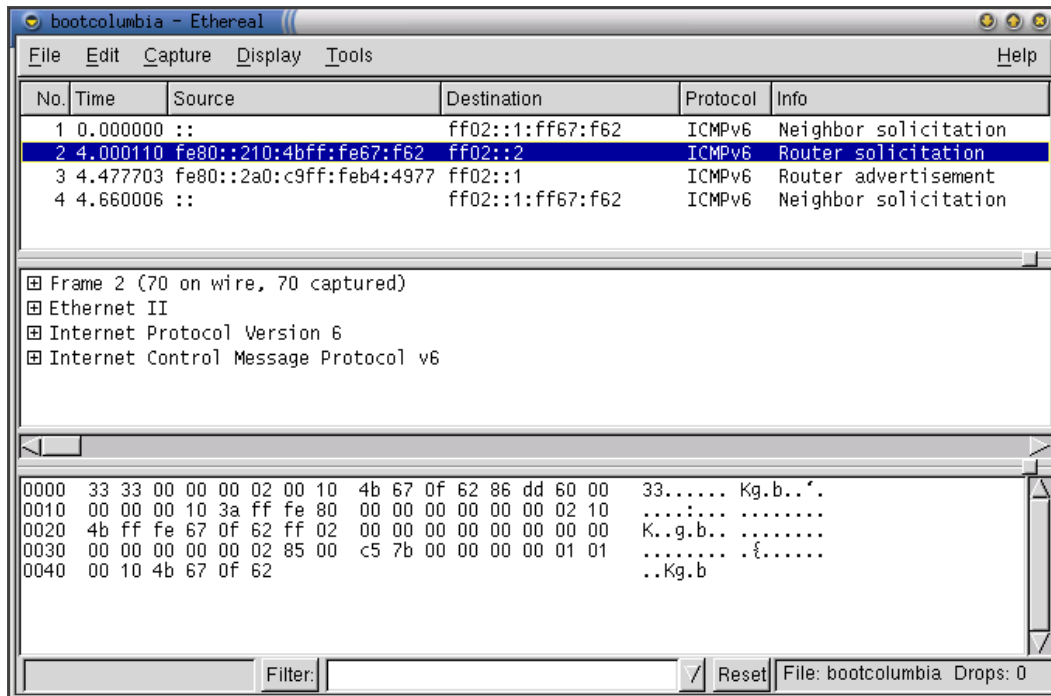 bootcolumbia - Ethereal
File Edit Capture Display Tools Help
No. Time Source Destination Protocol Info
1 0.000000 :: ff02::1:ff67:f62 ICMPv6 Neighbor solicitation
2 4.000110 fe80::210:4bff:fe67:f62 ff02::2 ICMPv6 Router solicitation
3 4.477703 fe80::2a0:c9ff:feb4:4977 ff02::1 ICMPv6 Router advertisement
4 4.660006 :: ff02::1:ff67:f62 ICMPv6 Neighbor solicitation
Frame 2 (70 on wire, 70 captured)
Ethernet II
Internet Protocol Version 6
Internet Control Message Protocol v6
0000 33 33 00 00 00 02 00 10 4b 67 0f 62 86 dd 60 00 33...... Kg.b..´.
0010 00 00 00 10 3a ff fe 80 00 00 00 00 00 00 02 10 ....:... ........
0020 4b ff fe 67 0f 62 ff 02 00 00 00 00 00 00 00 00 K..g.b.. ........
0030 00 00 00 00 00 02 85 00 c5 7b 00 00 00 00 01 01 ........ .{......
0040 00 10 4b 67 0f 62 ..Kg.b
Filter: Reset File: bootcolumbia Drops: 0